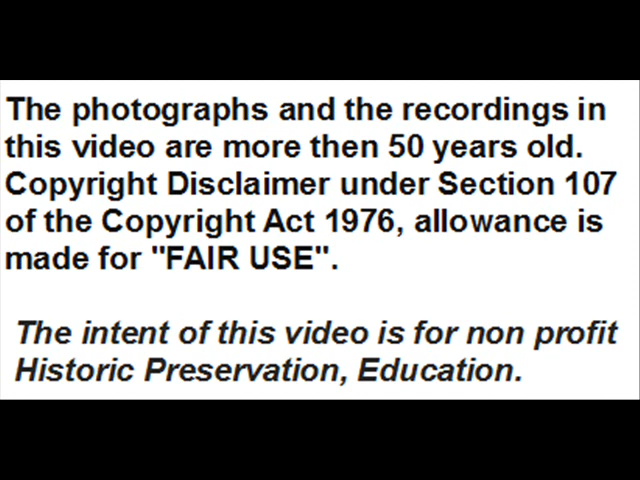 The photographs and the recordings in
this video are more then 50 years old.
Copyright Disclaimer under Section 107
of the Copyright Act 1976, allowance is
made for "FAIR USE".
The intent of this video is for non profit
Historic Preservation, Education.